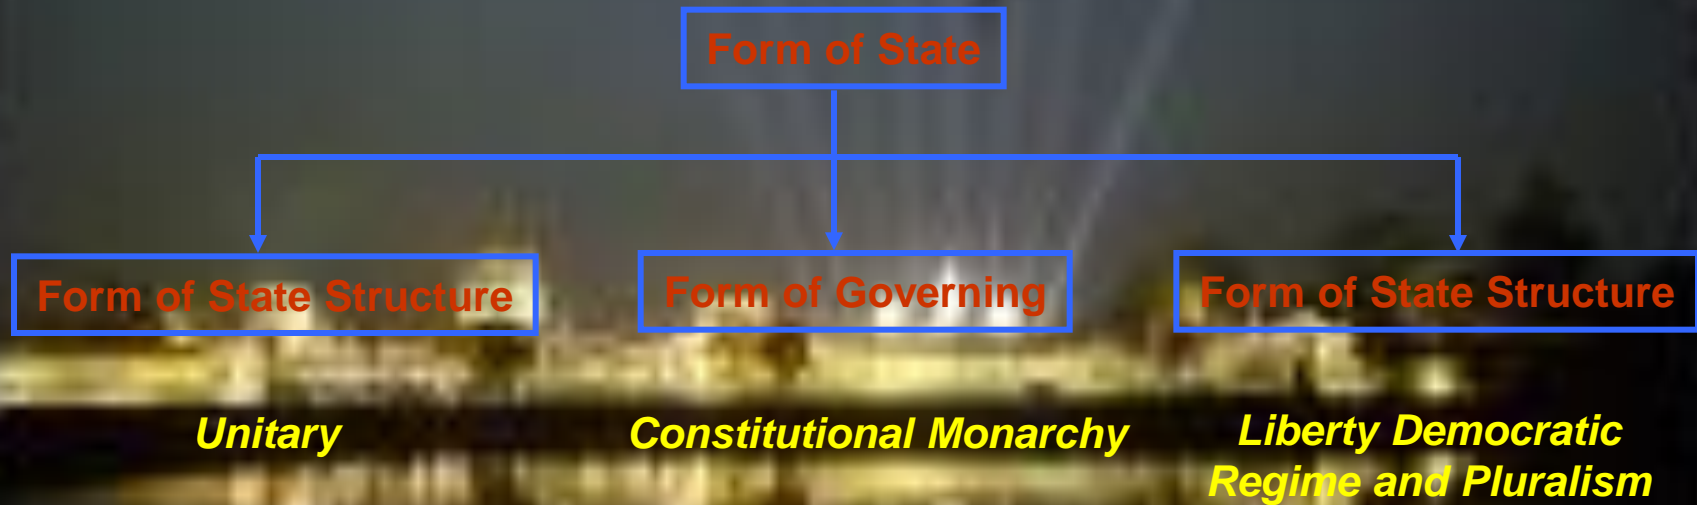 Form of State
Form of State Structure
Form of Governing
Form of State Structure
Unitary
Constitutional Monarchy
Liberty Democratic
Regime and Pluralism